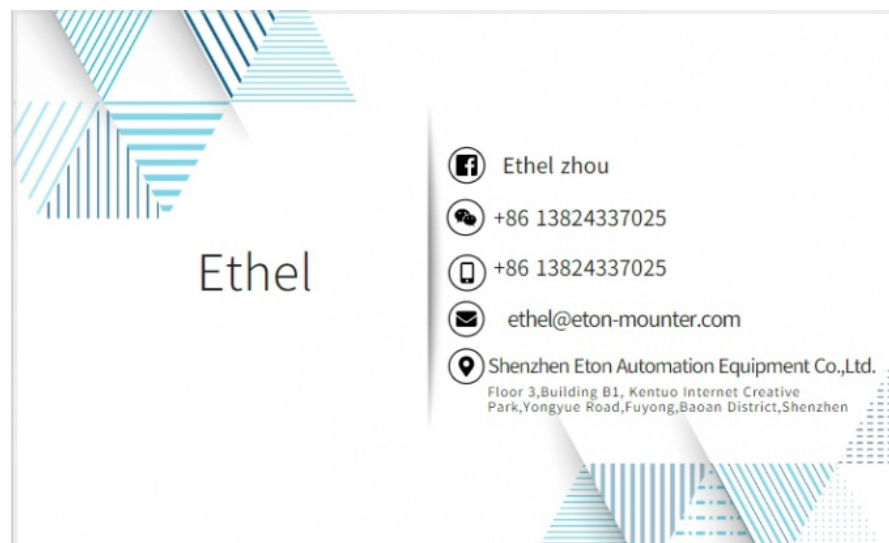 Ethel
Ethel zhou
+86 13824337025
+86 13824337025
ethel@eton-mounter.com
Shenzhen Eton Automation Equipment Co.,Ltd.
Floor 3,Building B1, Kentuo Internet Creative
Park,Yongyue Road,Fuyong,Baoan District,Shenzhen